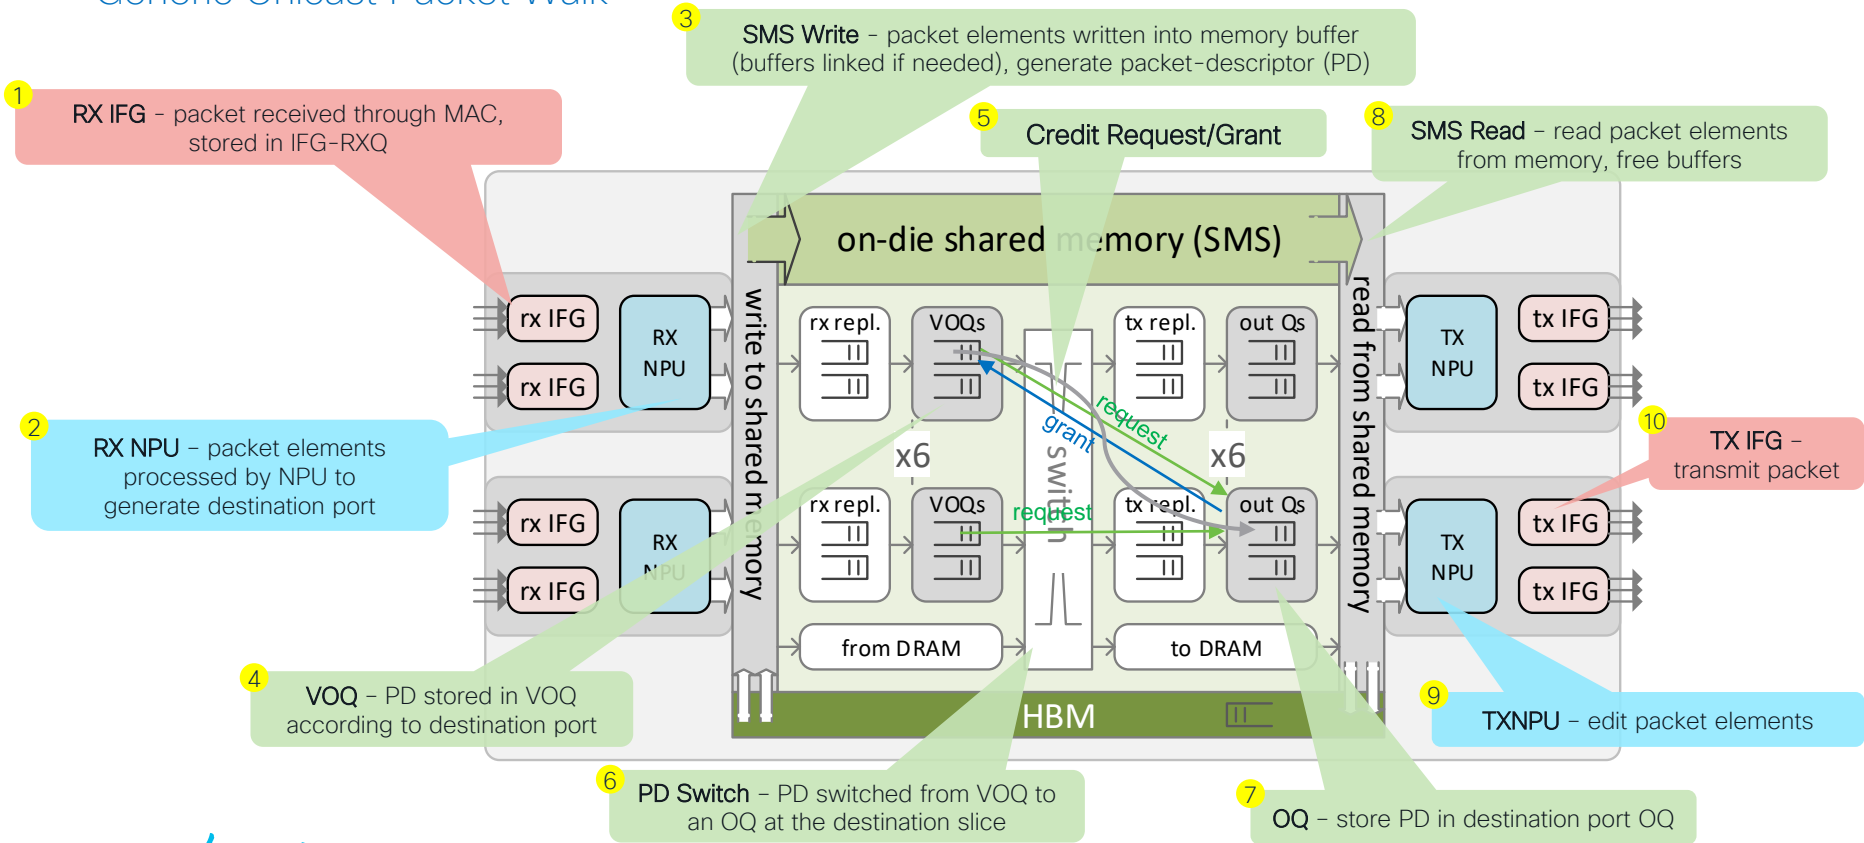 Generic Unicast Packet Walk
3
SMS Write – packet elements written into memory buffer
(buffers linked if needed), generate packet-descriptor (PD)
1
RX IFG – packet received through MAC,
stored in IFG-RXQ
5
Credit Request/Grant
8
SMS Read – read packet elements
from memory, free buffers
on-die shared memory (SMS)
write to shared memory
read from shared memory
rx IFG
rx IFG
RX
NPU
rx repl.
VOQs
tx repl.
out Qs
TX
NPU
tx IFG
tx IFG
request
grant
switch
x6
x6
2
RX NPU – packet elements
processed by NPU to
generate destination port
10
TX IFG –
transmit packet
rx IFG
rx IFG
RX
NPU
rx repl.
VOQs
request
tx repl.
out Qs
TX
NPU
tx IFG
tx IFG
from DRAM
to DRAM
HBM
4
VOQ – PD stored in VOQ
according to destination port
9
TXNPU – edit packet elements
6
PD Switch – PD switched from VOQ to
an OQ at the destination slice
7
OQ – store PD in destination port OQ